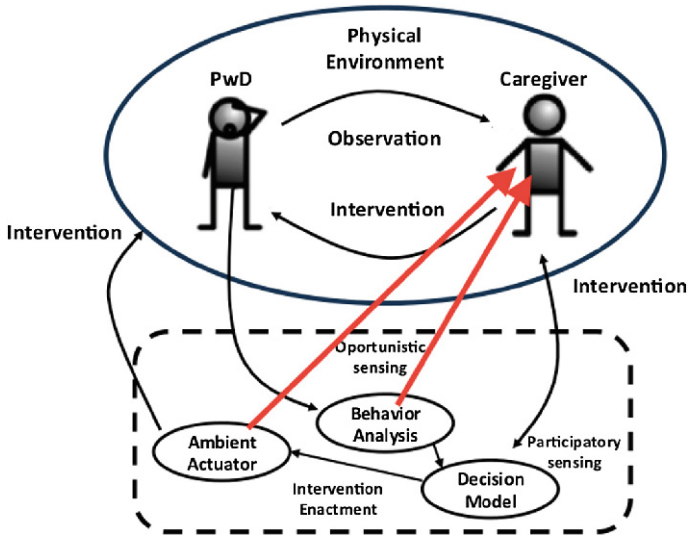 Physical
Environment
PwD
Caregiver
Observation
Intervention
Intervention
Intervention
Oportunistic
sensing
Behavior
Analysis
Ambient
Actuator
Participatory
sensing
Decision
Model
Intervention
Enactment